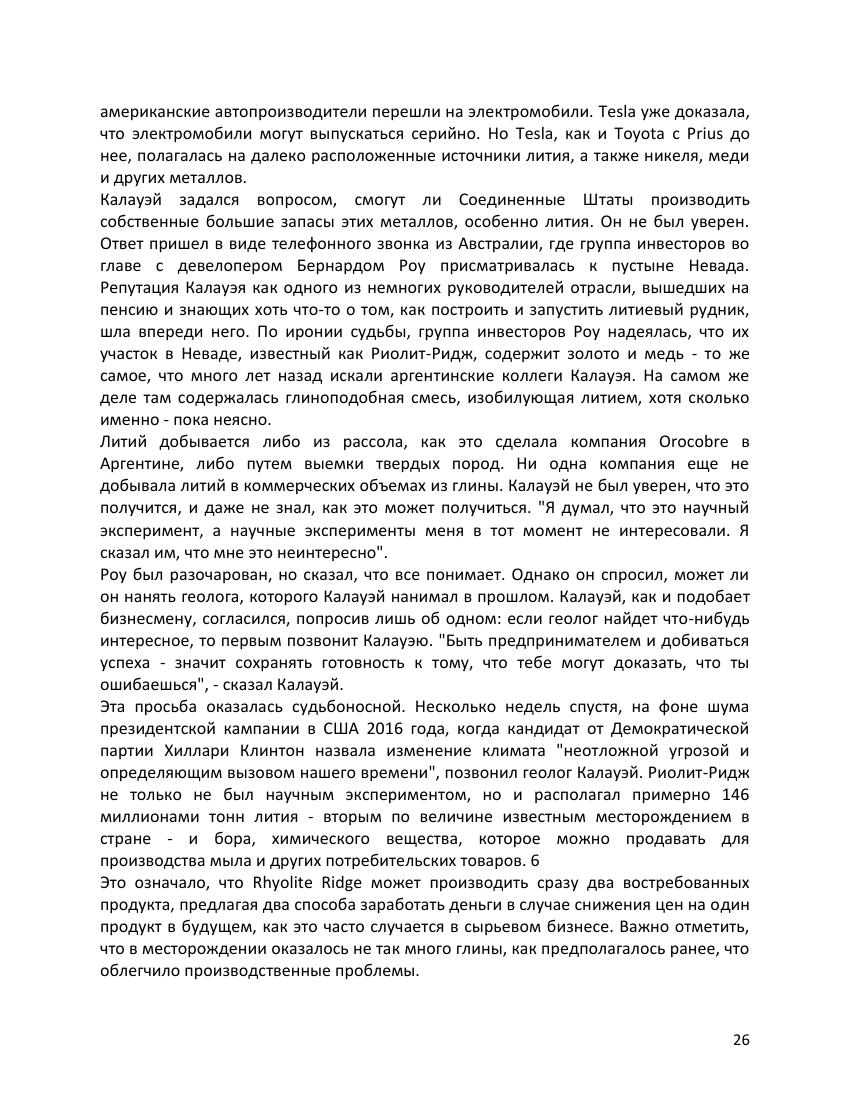 американские автопроизводители перешли на электромобили. Tesla уже доказала,
что электромобили могут выпускаться серийно. Но Tesla, как и Toyota с Prius до
нее, полагалась на далеко расположенные источники лития, а также никеля, меди
и других металлов.
Калауэй задался вопросом, смогут ли Соединенные Штаты производить
собственные большие запасы этих металлов, особенно лития. Он не был уверен.
Ответ пришел в виде телефонного звонка из Австралии, где группа инвесторов во
главе с девелопером Бернардом Роу присматривалась к пустыне Невада.
Репутация Калауэя как одного из немногих руководителей отрасли, вышедших на
пенсию и знающих хоть что-то о том, как построить и запустить литиевый рудник,
шла впереди него. По иронии судьбы, группа инвесторов Роу надеялась, что их
участок в Неваде, известный как Риолит-Ридж, содержит золото и медь - то же
самое, что много лет назад искали аргентинские коллеги Калауэя. На самом же
деле там содержалась глиноподобная смесь, изобилующая литием, хотя сколько
именно - пока неясно.
Литий добывается либо из рассола, как это сделала компания Orocobre в
Аргентине, либо путем выемки твердых пород. Ни одна компания еще не
добывала литий в коммерческих объемах из глины. Калауэй не был уверен, что это
получится, и даже не знал, как это может получиться. "Я думал, что это научный
эксперимент, а научные эксперименты меня в тот момент не интересовали. Я
сказал им, что мне это неинтересно".
Роу был разочарован, но сказал, что все понимает. Однако он спросил, может ли
он нанять геолога, которого Калауэй нанимал в прошлом. Калауэй, как и подобает
бизнесмену, согласился, попросив лишь об одном: если геолог найдет что-нибудь
интересное, то первым позвонит Калауэю. "Быть предпринимателем и добиваться
успеха - значит сохранять готовность к тому, что тебе могут доказать, что ты
ошибаешься", - сказал Калауэй.
Эта просьба оказалась судьбоносной. Несколько недель спустя, на фоне шума
президентской кампании в США 2016 года, когда кандидат от Демократической
партии Хиллари Клинтон назвала изменение климата "неотложной угрозой и
определяющим вызовом нашего времени", позвонил геолог Калауэй. Риолит-Ридж
не только не был научным экспериментом, но и располагал примерно 146
миллионами тонн лития - вторым по величине известным месторождением в
стране - и бора, химического вещества, которое можно продавать для
производства мыла и других потребительских товаров. 6
Это означало, что Rhyolite Ridge может производить сразу два востребованных
продукта, предлагая два способа заработать деньги в случае снижения цен на один
продукт в будущем, как это часто случается в сырьевом бизнесе. Важно отметить,
что в месторождении оказалось не так много глины, как предполагалось ранее, что
облегчило производственные проблемы.
26